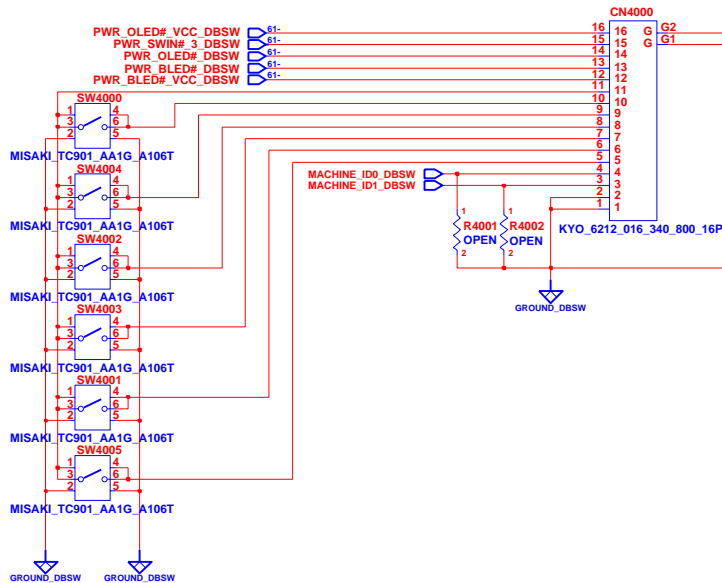 CN4000
PWR_OLED#_VCC_DBSW 61- 16 16 G G2
PWR_SWIN#_3_DBSW 61- 15 15 G G1
PWR_OLED#_DBSW 61- 14 14
PWR_BLED#_DBSW 61- 13 13
PWR_BLED#_VCC_DBSW 61- 12 12
11 11
10 10
9 9
8 8
7 7
6 6
5 5
MACHINE_ID0_DBSW 4 4
MACHINE_ID1_DBSW 3 3
2 2
1 1
KYO_6212_016_340_800_16P
1 R4001 OPEN 2
1 R4002 OPEN 2
GROUND_DBSW
SW4000
1 4
3 6
2 5
MISAKI_TC901_AA1G_A106T
SW4004
1 4
3 6
2 5
MISAKI_TC901_AA1G_A106T
SW4002
1 4
3 6
2 5
MISAKI_TC901_AA1G_A106T
SW4003
1 4
3 6
2 5
MISAKI_TC901_AA1G_A106T
SW4001
1 4
3 6
2 5
MISAKI_TC901_AA1G_A106T
SW4005
1 4
3 6
2 5
MISAKI_TC901_AA1G_A106T
GROUND_DBSW GROUND_DBSW